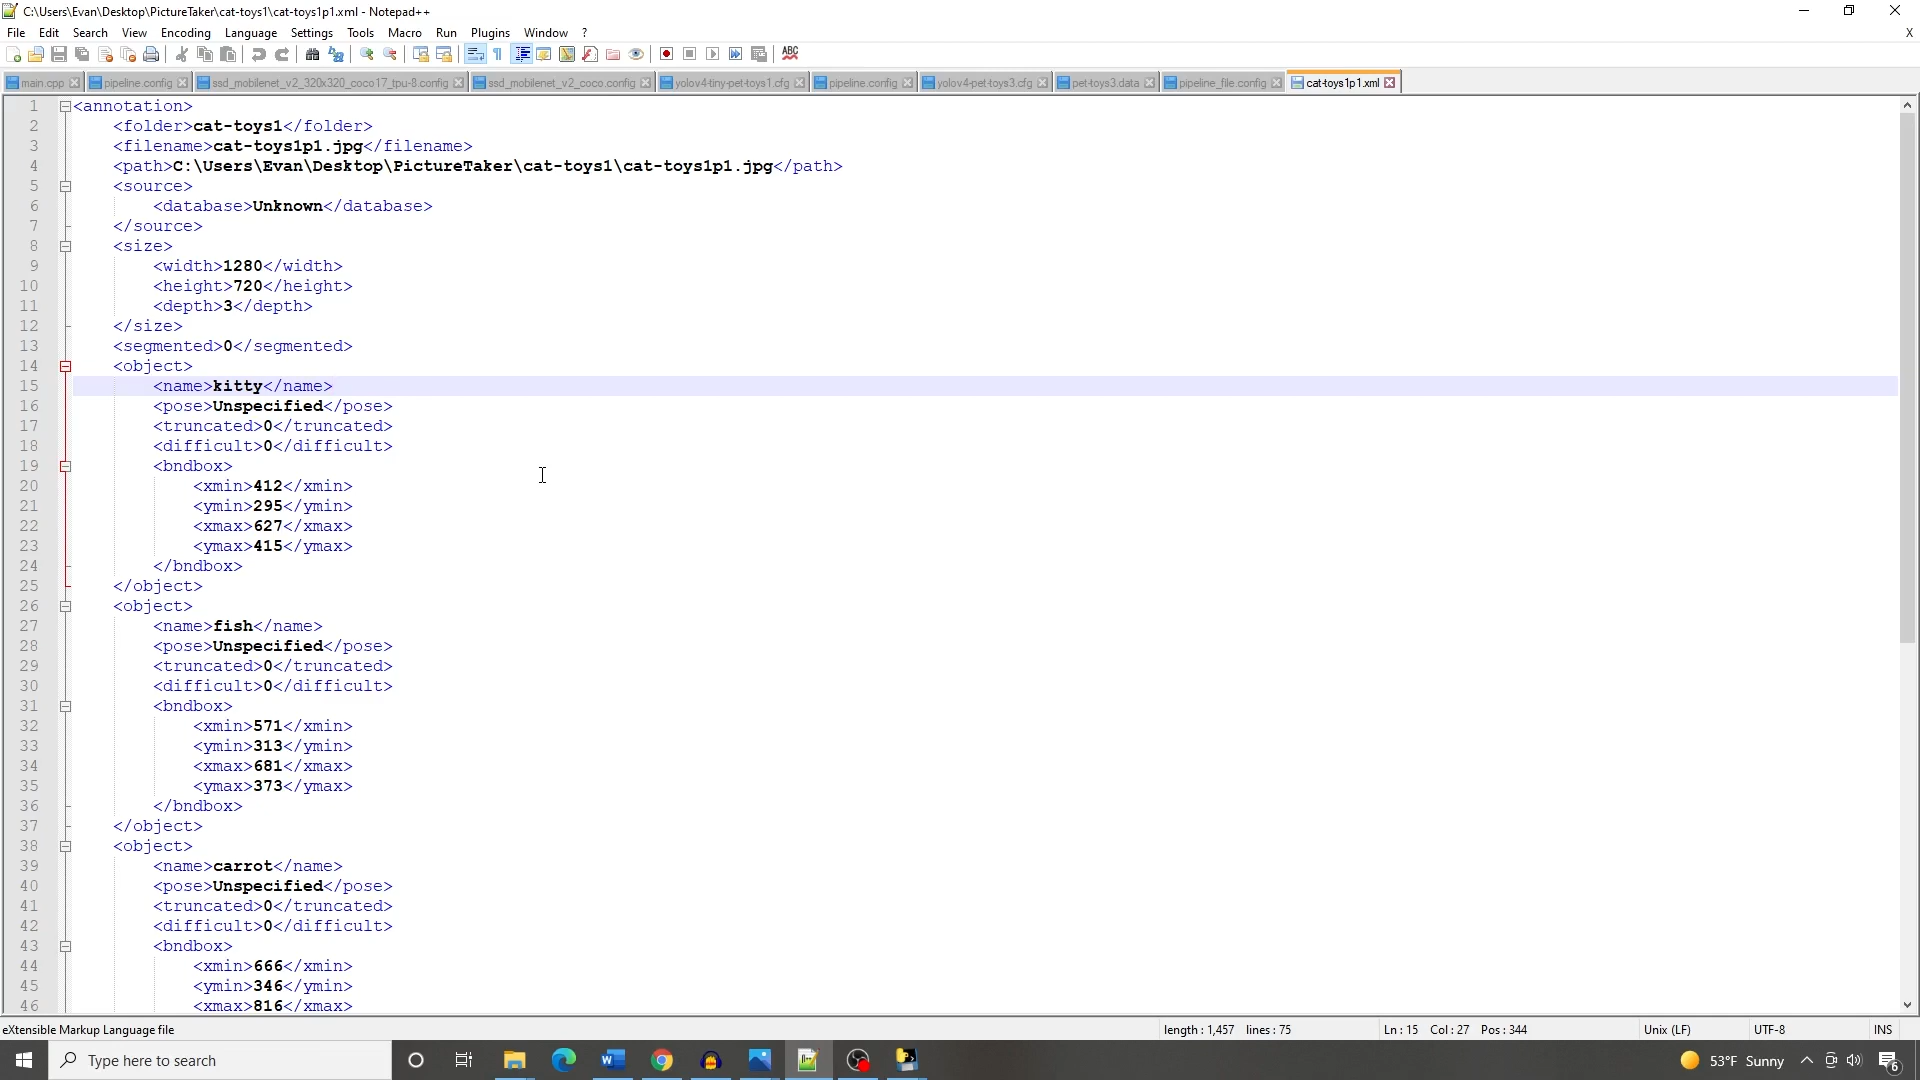 C:\Users\Evan\Desktop\PictureTaker\cat-toys1\cat-toys1p1.xml - Notepad++
File Edit Search View Encoding Language Settings Tools Macro Run Plugins Window ? X
ABC
main.cpp pipeline.config ssd_mobilenet_v2_320x320_coco17_tpu-8.config ssd_mobilenet_v2_coco.config yolov4-tiny-pet-toys1.cfg pipeline.config yolov4-pet-toys3.cfg pet-toys3.data pipeline_file.config cat-toys1p1.xml
1 <annotation>
2 <folder>cat-toys1</folder>
3 <filename>cat-toys1p1.jpg</filename>
4 <path>C:\Users\Evan\Desktop\PictureTaker\cat-toys1\cat-toys1p1.jpg</path>
5 <source>
6 <database>Unknown</database>
7 </source>
8 <size>
9 <width>1280</width>
10 <height>720</height>
11 <depth>3</depth>
12 </size>
13 <segmented>0</segmented>
14 <object>
15 <name>kitty</name>
16 <pose>Unspecified</pose>
17 <truncated>0</truncated>
18 <difficult>0</difficult>
19 <bndbox>
20 <xmin>412</xmin>
21 <ymin>295</ymin>
22 <xmax>627</xmax>
23 <ymax>415</ymax>
24 </bndbox>
25 </object>
26 <object>
27 <name>fish</name>
28 <pose>Unspecified</pose>
29 <truncated>0</truncated>
30 <difficult>0</difficult>
31 <bndbox>
32 <xmin>571</xmin>
33 <ymin>313</ymin>
34 <xmax>681</xmax>
35 <ymax>373</ymax>
36 </bndbox>
37 </object>
38 <object>
39 <name>carrot</name>
40 <pose>Unspecified</pose>
41 <truncated>0</truncated>
42 <difficult>0</difficult>
43 <bndbox>
44 <xmin>666</xmin>
45 <ymin>346</ymin>
46 <xmax>816</xmax>
eXtensible Markup Language file length : 1,457 lines : 75 Ln : 15 Col : 27 Pos : 344 Unix (LF) UTF-8 INS
Type here to search 53°F Sunny 6